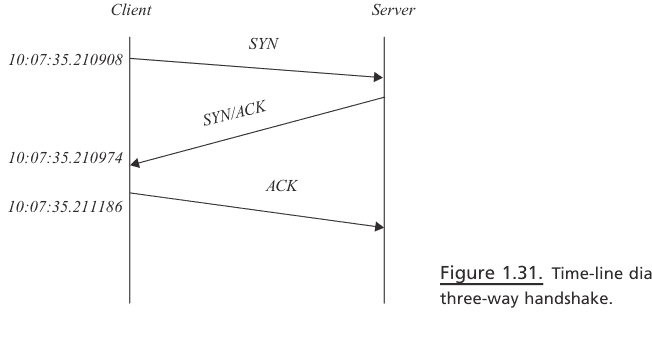 Client
Server
SYN
10:07:35.210908
SYN/ACK
10:07:35.210974
ACK
10:07:35.211186
Figure 1.31. Time-line dia
three-way handshake.